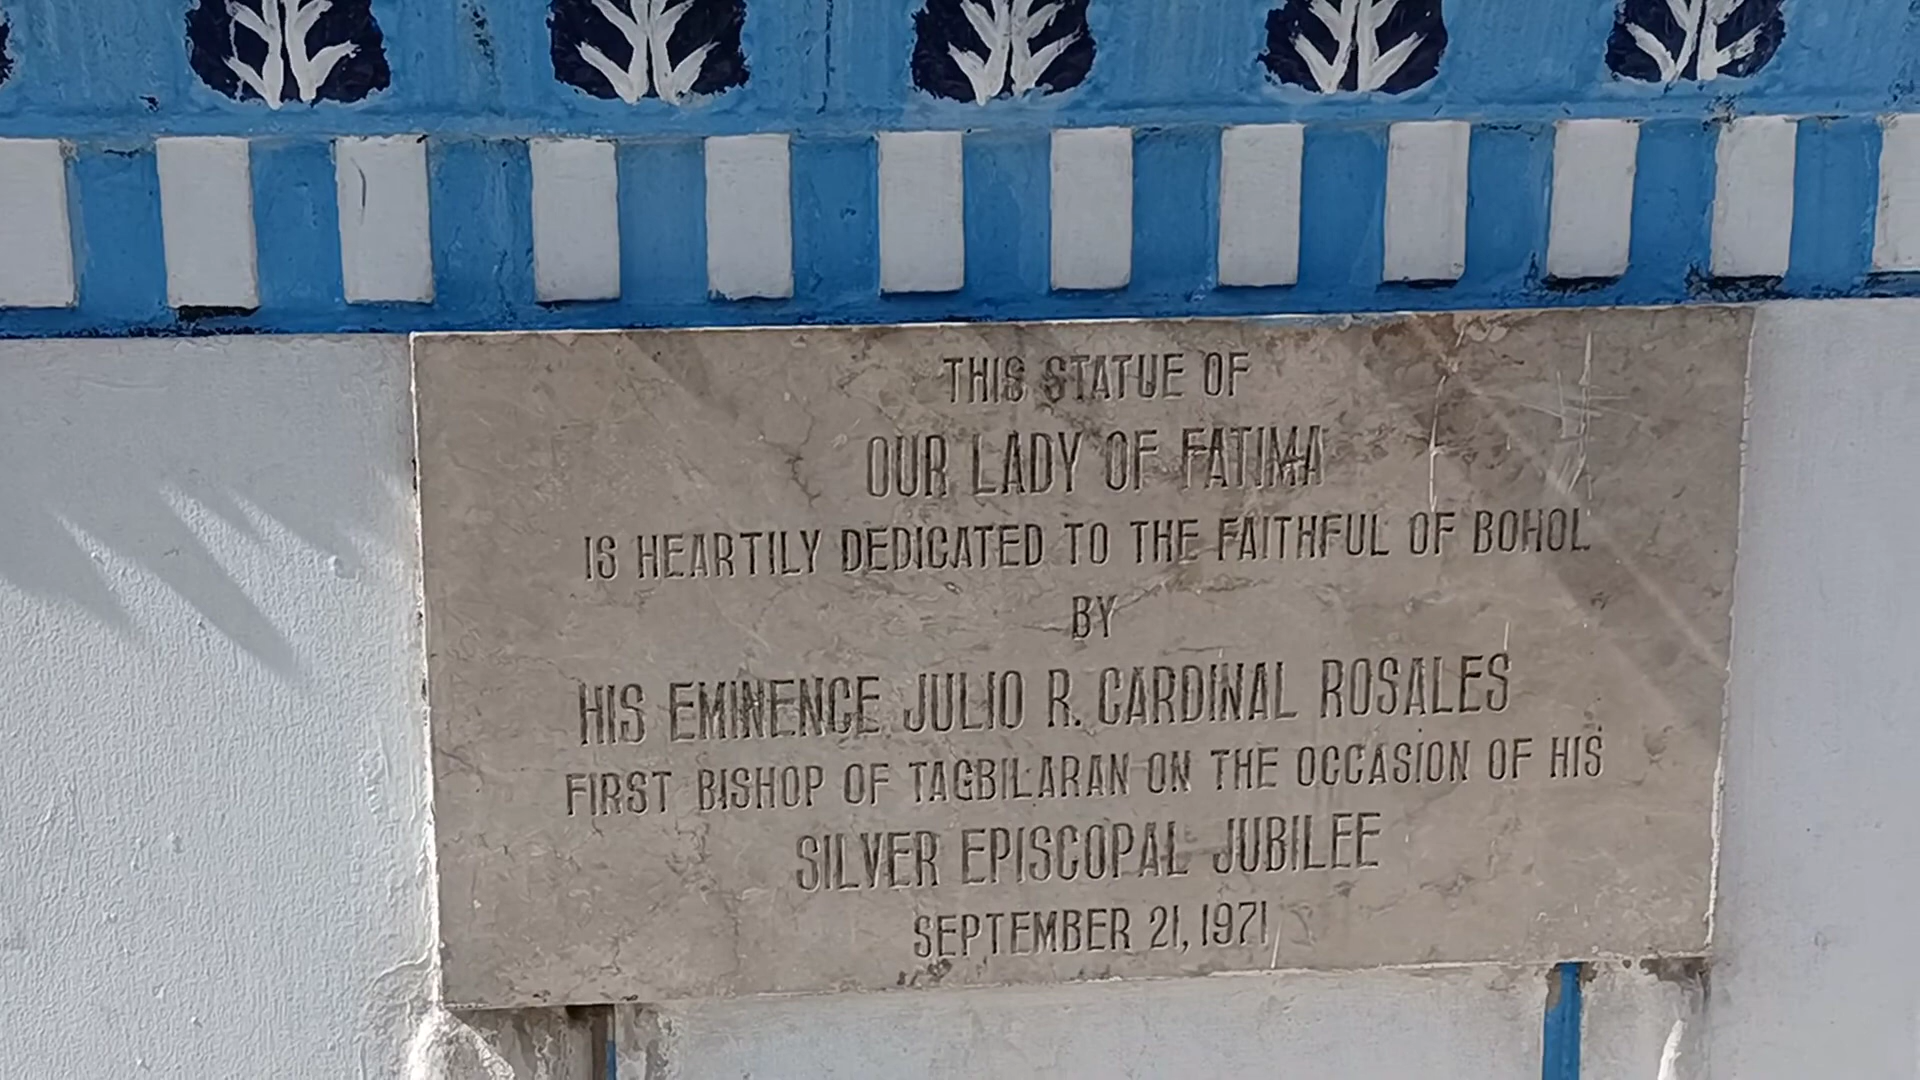 THIS STATUE OF
OUR LADY OF FATIMA
IS HEARTILY DEDICATED TO THE FAITHFUL OF BOHOL
BY
HIS EMINENCE JULIO R. CARDINAL ROSALES
FIRST BISHOP OF TAGBILARAN ON THE OCCASION OF HIS
SILVER EPISCOPAL JUBILEE
SEPTEMBER 21, 1971